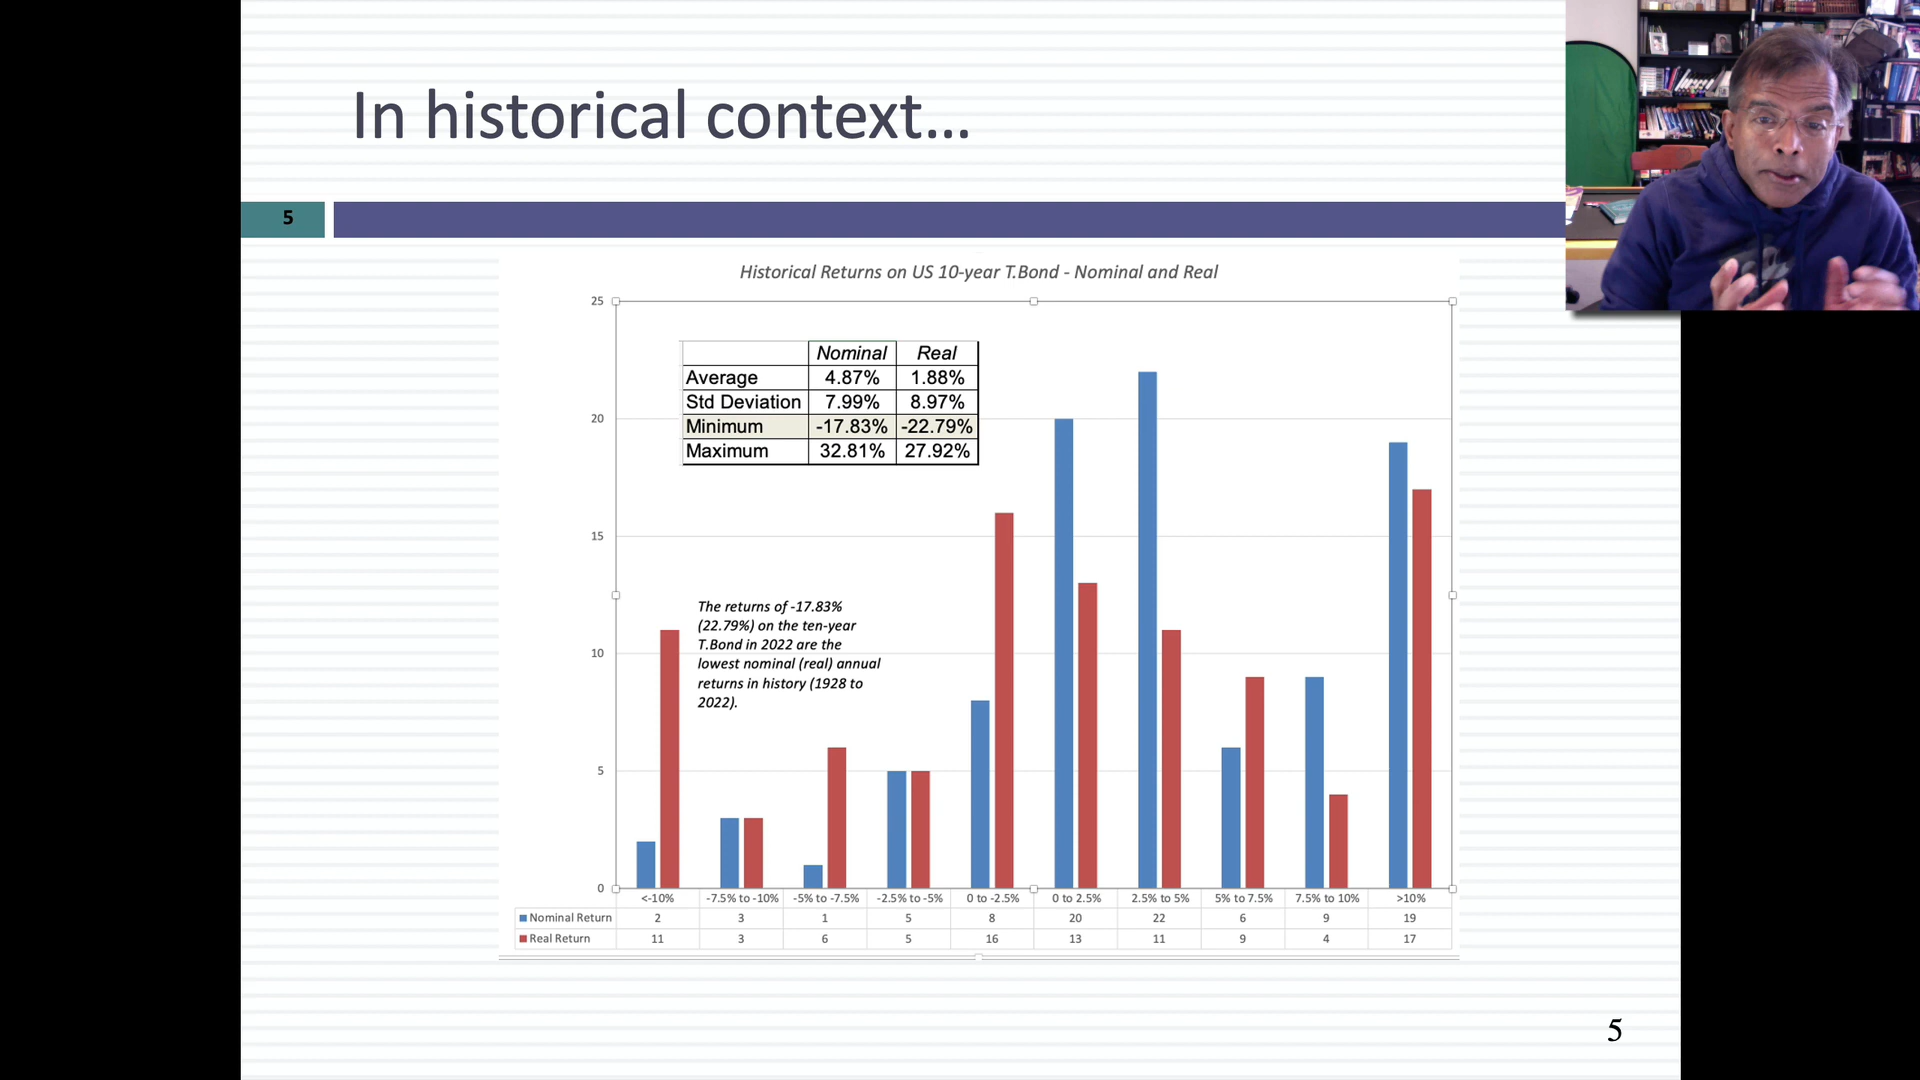 In historical context…
5
Historical Returns on US 10-year T.Bond - Nominal and Real
25
20
15
10
5
0
Nominal Real
Average 4.87% 1.88%
Std Deviation 7.99% 8.97%
Minimum -17.83% -22.79%
Maximum 32.81% 27.92%
The returns of -17.83%
(22.79%) on the ten-year
T.Bond in 2022 are the
lowest nominal (real) annual
returns in history (1928 to
2022).
<-10% -7.5% to -10% -5% to -7.5% -2.5% to -5% 0 to -2.5% 0 to 2.5% 2.5% to 5% 5% to 7.5% 7.5% to 10% >10%
Nominal Return 2 3 1 5 8 20 22 6 9 19
Real Return 11 3 6 5 16 13 11 9 4 17
5